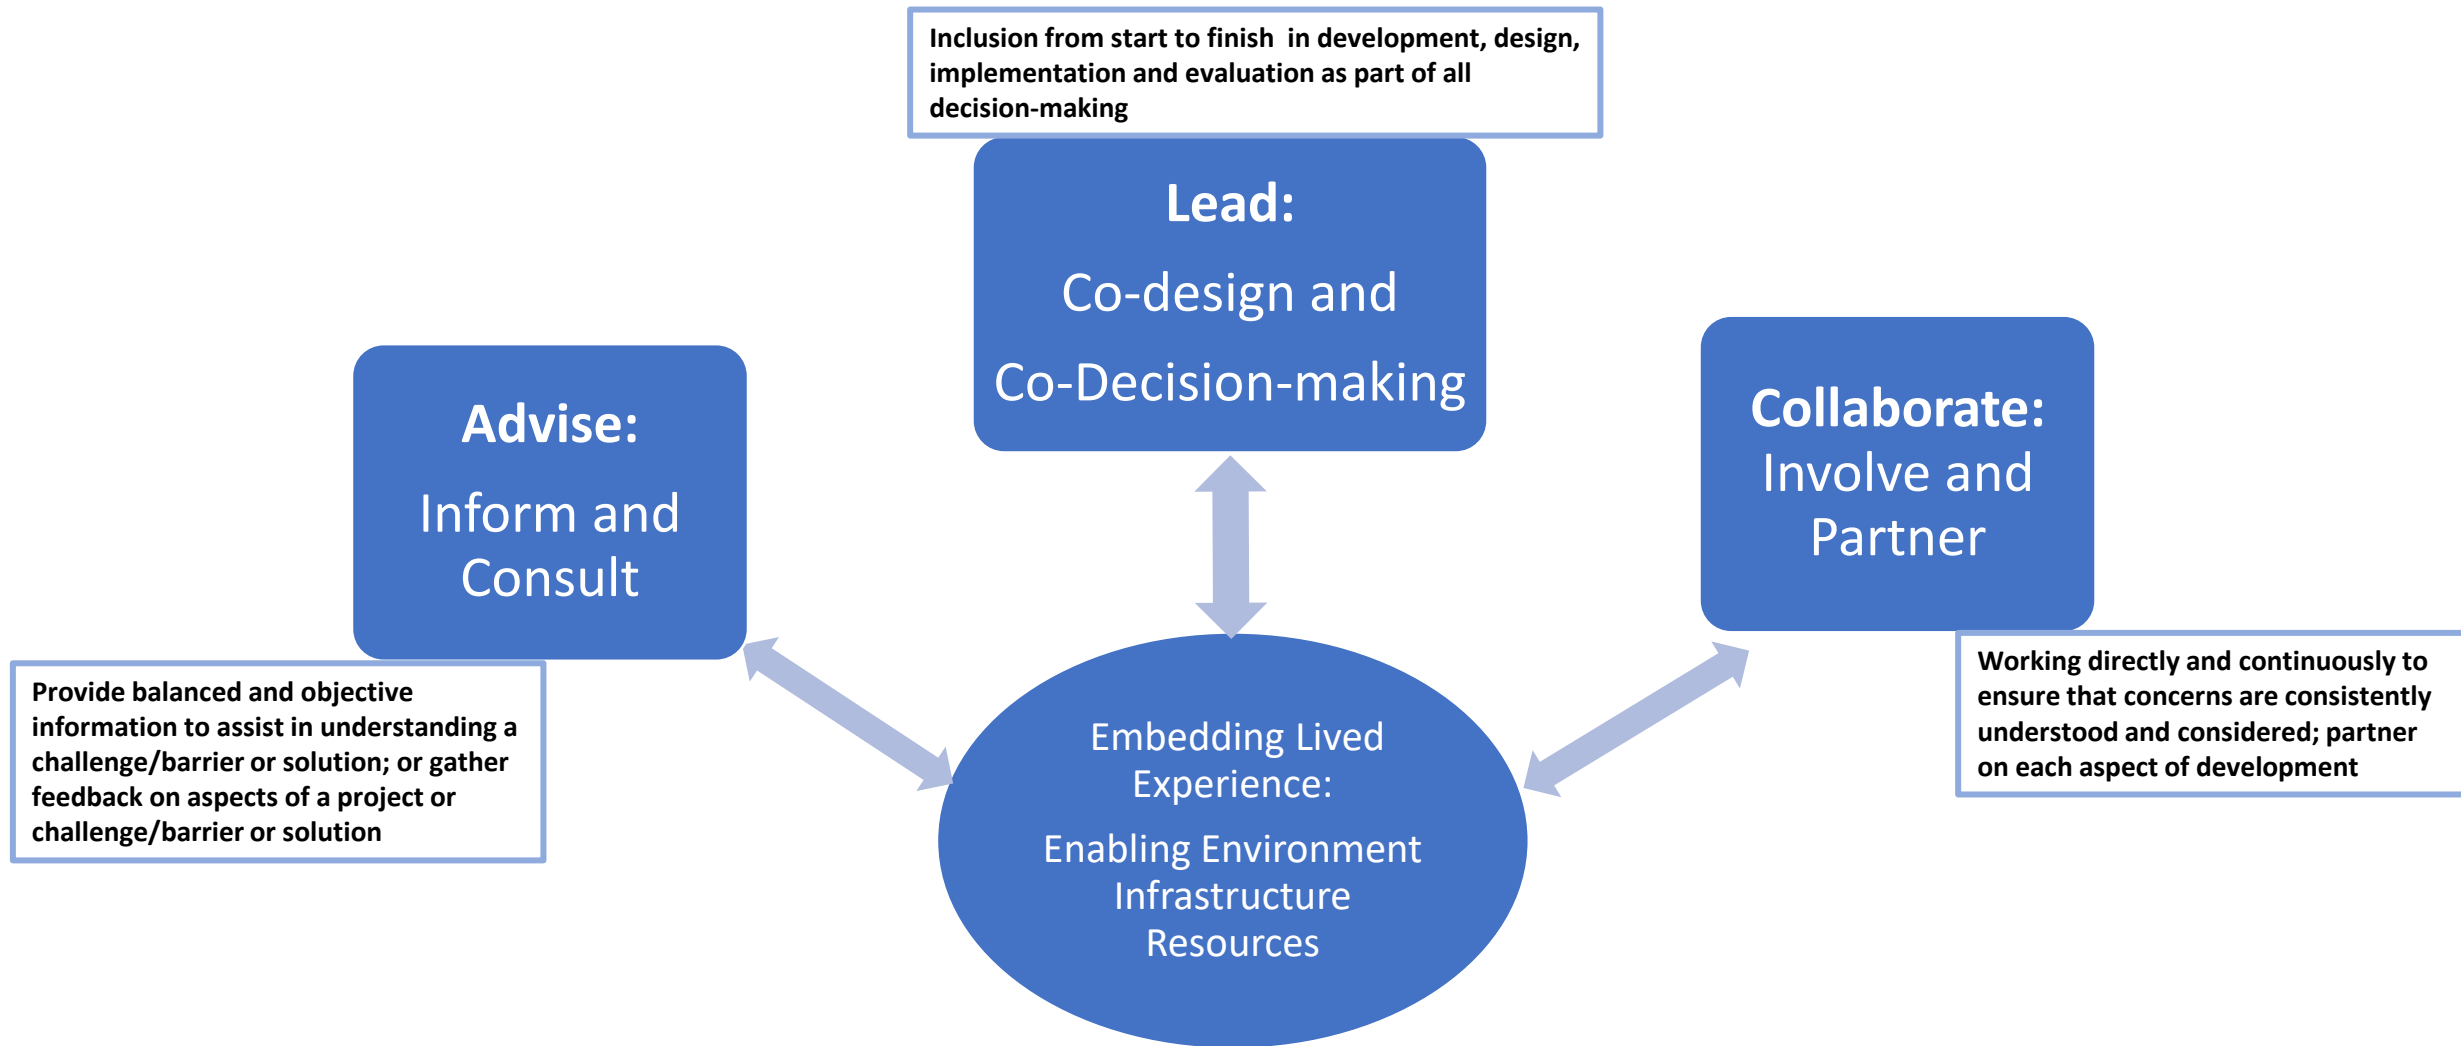 Inclusion from start to finish in development, design,
implementation and evaluation as part of all
decision-making
Lead:
Co-design and
Co-Decision-making
Advise:
Inform and
Consult
Provide balanced and objective
information to assist in understanding a
challenge/barrier or solution; or gather
feedback on aspects of a project or
challenge/barrier or solution
Collaborate:
Involve and
Partner
Working directly and continuously to
ensure that concerns are consistently
understood and considered; partner
on each aspect of development
Embedding Lived
Experience:
Enabling Environment
Infrastructure
Resources